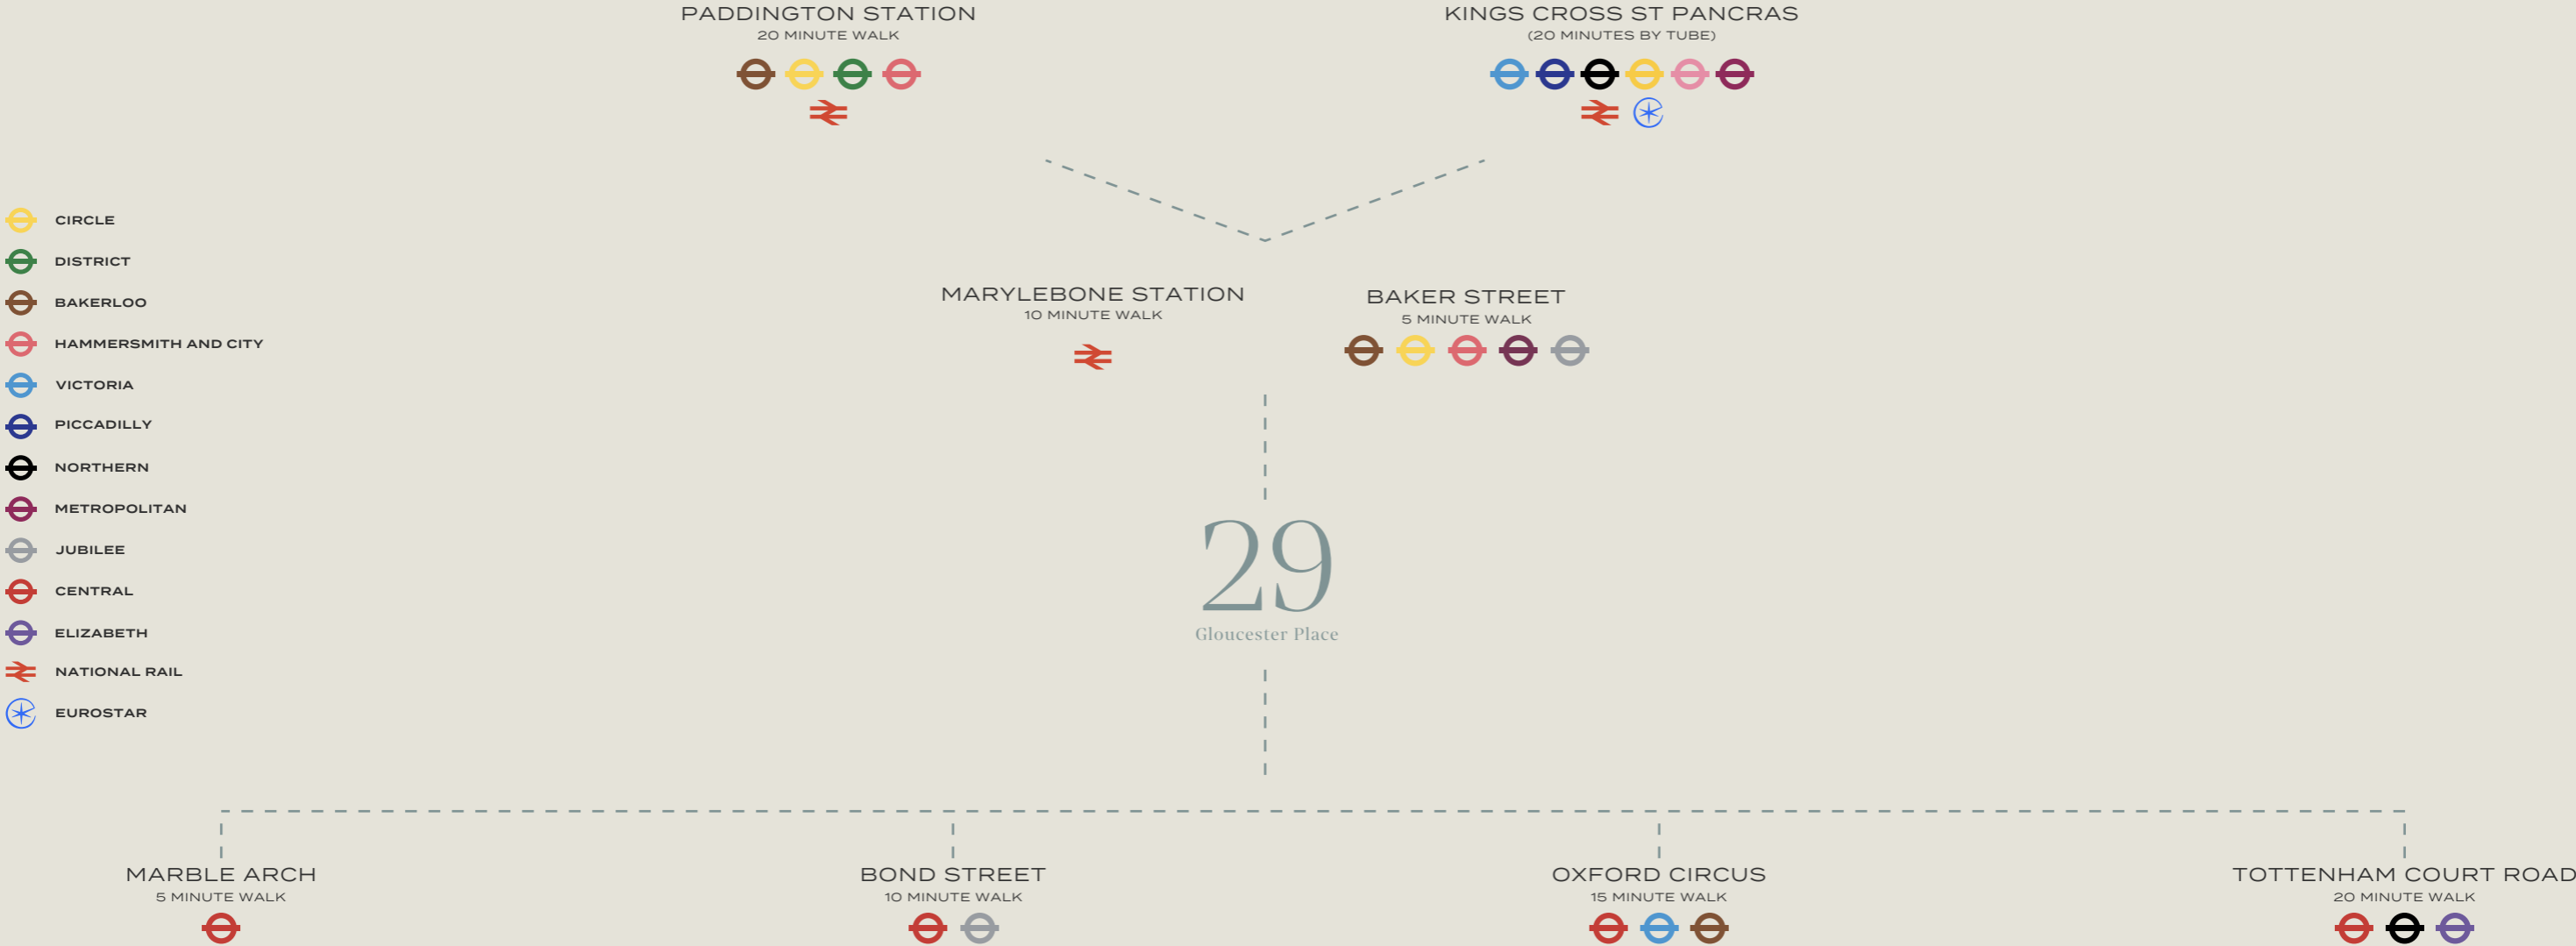 PADDINGTON STATION
20 MINUTE WALK
KINGS CROSS ST PANCRAS
(20 MINUTES BY TUBE)
CIRCLE
DISTRICT
BAKERLOO
HAMMERSMITH AND CITY
VICTORIA
PICCADILLY
NORTHERN
METROPOLITAN
JUBILEE
CENTRAL
ELIZABETH
NATIONAL RAIL
EUROSTAR
MARYLEBONE STATION
10 MINUTE WALK
BAKER STREET
5 MINUTE WALK
29
Gloucester Place
MARBLE ARCH
5 MINUTE WALK
BOND STREET
10 MINUTE WALK
OXFORD CIRCUS
15 MINUTE WALK
TOTTENHAM COURT ROAD
20 MINUTE WALK